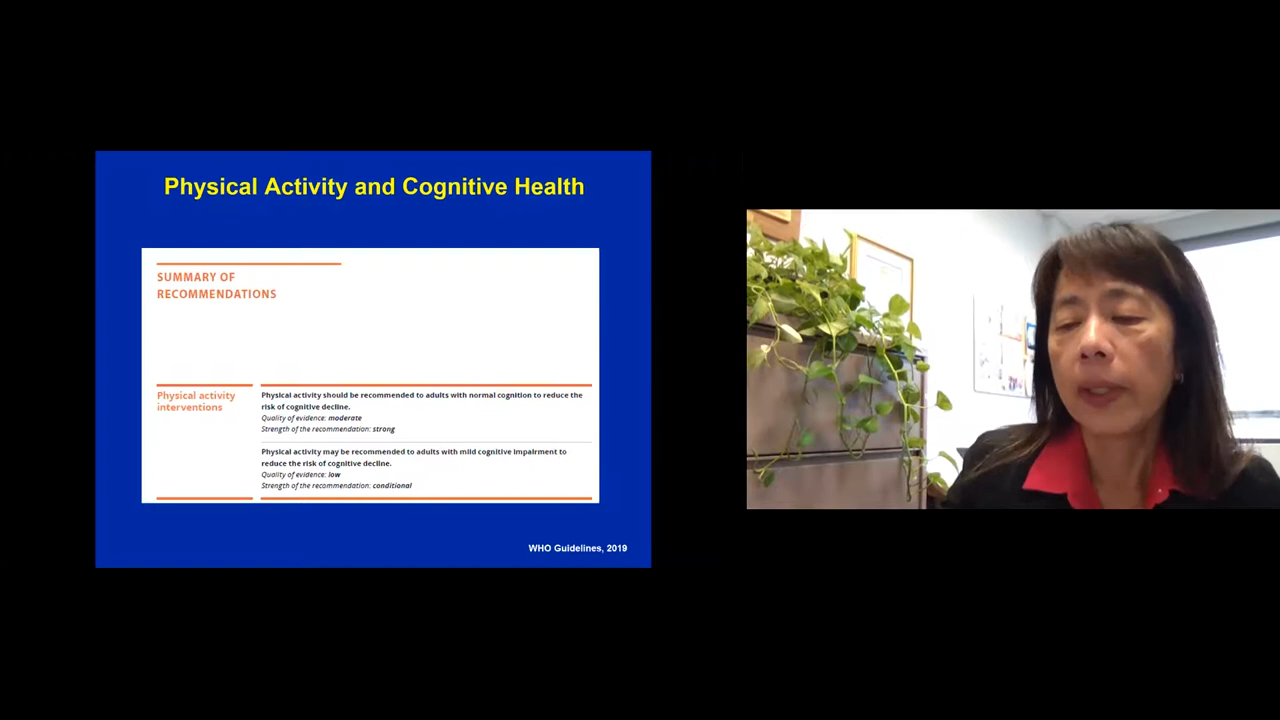 Physical Activity and Cognitive Health
SUMMARY OF
RECOMMENDATIONS
Physical activity
interventions
Physical activity should be recommended to adults with normal cognition to reduce the
risk of cognitive decline.
Quality of evidence: moderate
Strength of the recommendation: strong
Physical activity may be recommended to adults with mild cognitive impairment to
reduce the risk of cognitive decline.
Quality of evidence: low
Strength of the recommendation: conditional
WHO Guidelines, 2019